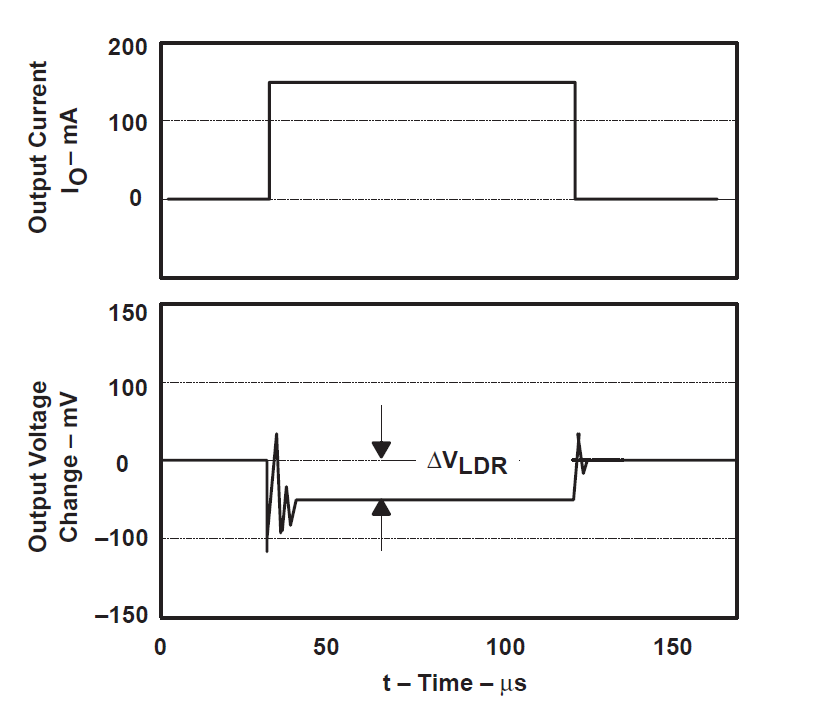 Output Current
IO– mA
200
100
0
Output Voltage
Change – mV
150
100
0
–100
–150
ΔVLDR
0 50 100 150
t – Time – μs